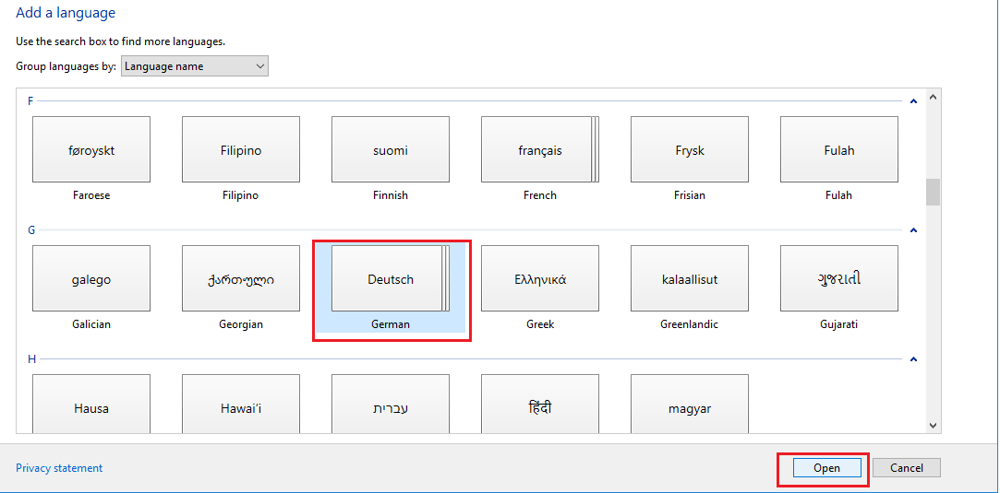 Add a language
Use the search box to find more languages.
Group languages by: Language name
F
føroyskt Filipino suomi français Frysk Fulah
Faroese Filipino Finnish French Frisian Fulah
G
galego ქართული Deutsch Ελληνικά kalaallisut ગુજરાતી
Galician Georgian German Greek Greenlandic Gujarati
H
Hausa Hawaiʻi עברית हिंदी magyar
Privacy statement Open Cancel